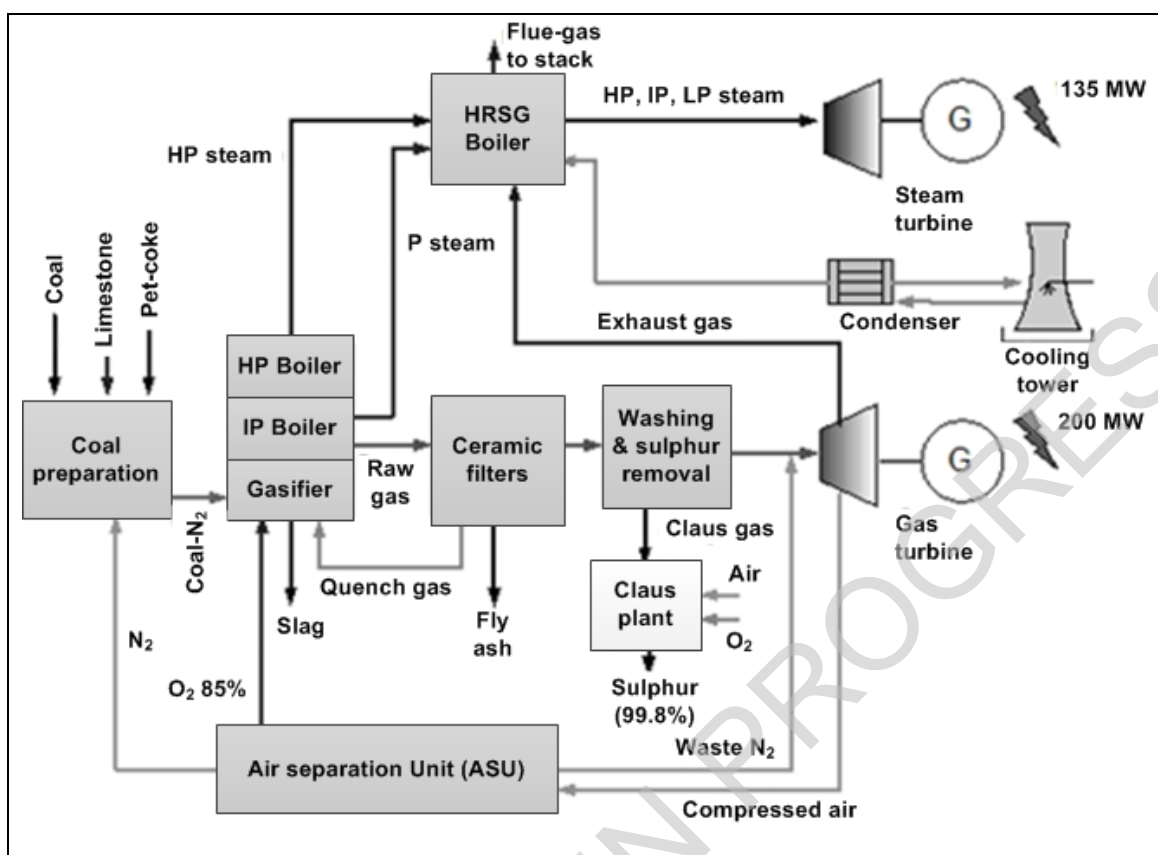 Flue-gas
to stack
HRSG
Boiler
HP, IP, LP steam
G
135 MW
Steam
turbine
HP steam
P steam
Coal
Limestone
Pet-coke
Condenser
Cooling
tower
Exhaust gas
HP Boiler
IP Boiler
Gasifier
Coal
preparation
Coal-N2
Raw
gas
Ceramic
filters
Washing
& sulphur
removal
G
200 MW
Gas
turbine
Claus gas
Quench gas
Slag
Fly
ash
Claus
plant
Air
O2
Sulphur
(99.8%)
N2
O2 85%
Air separation Unit (ASU)
Waste N2
Compressed air
N PROGRESS